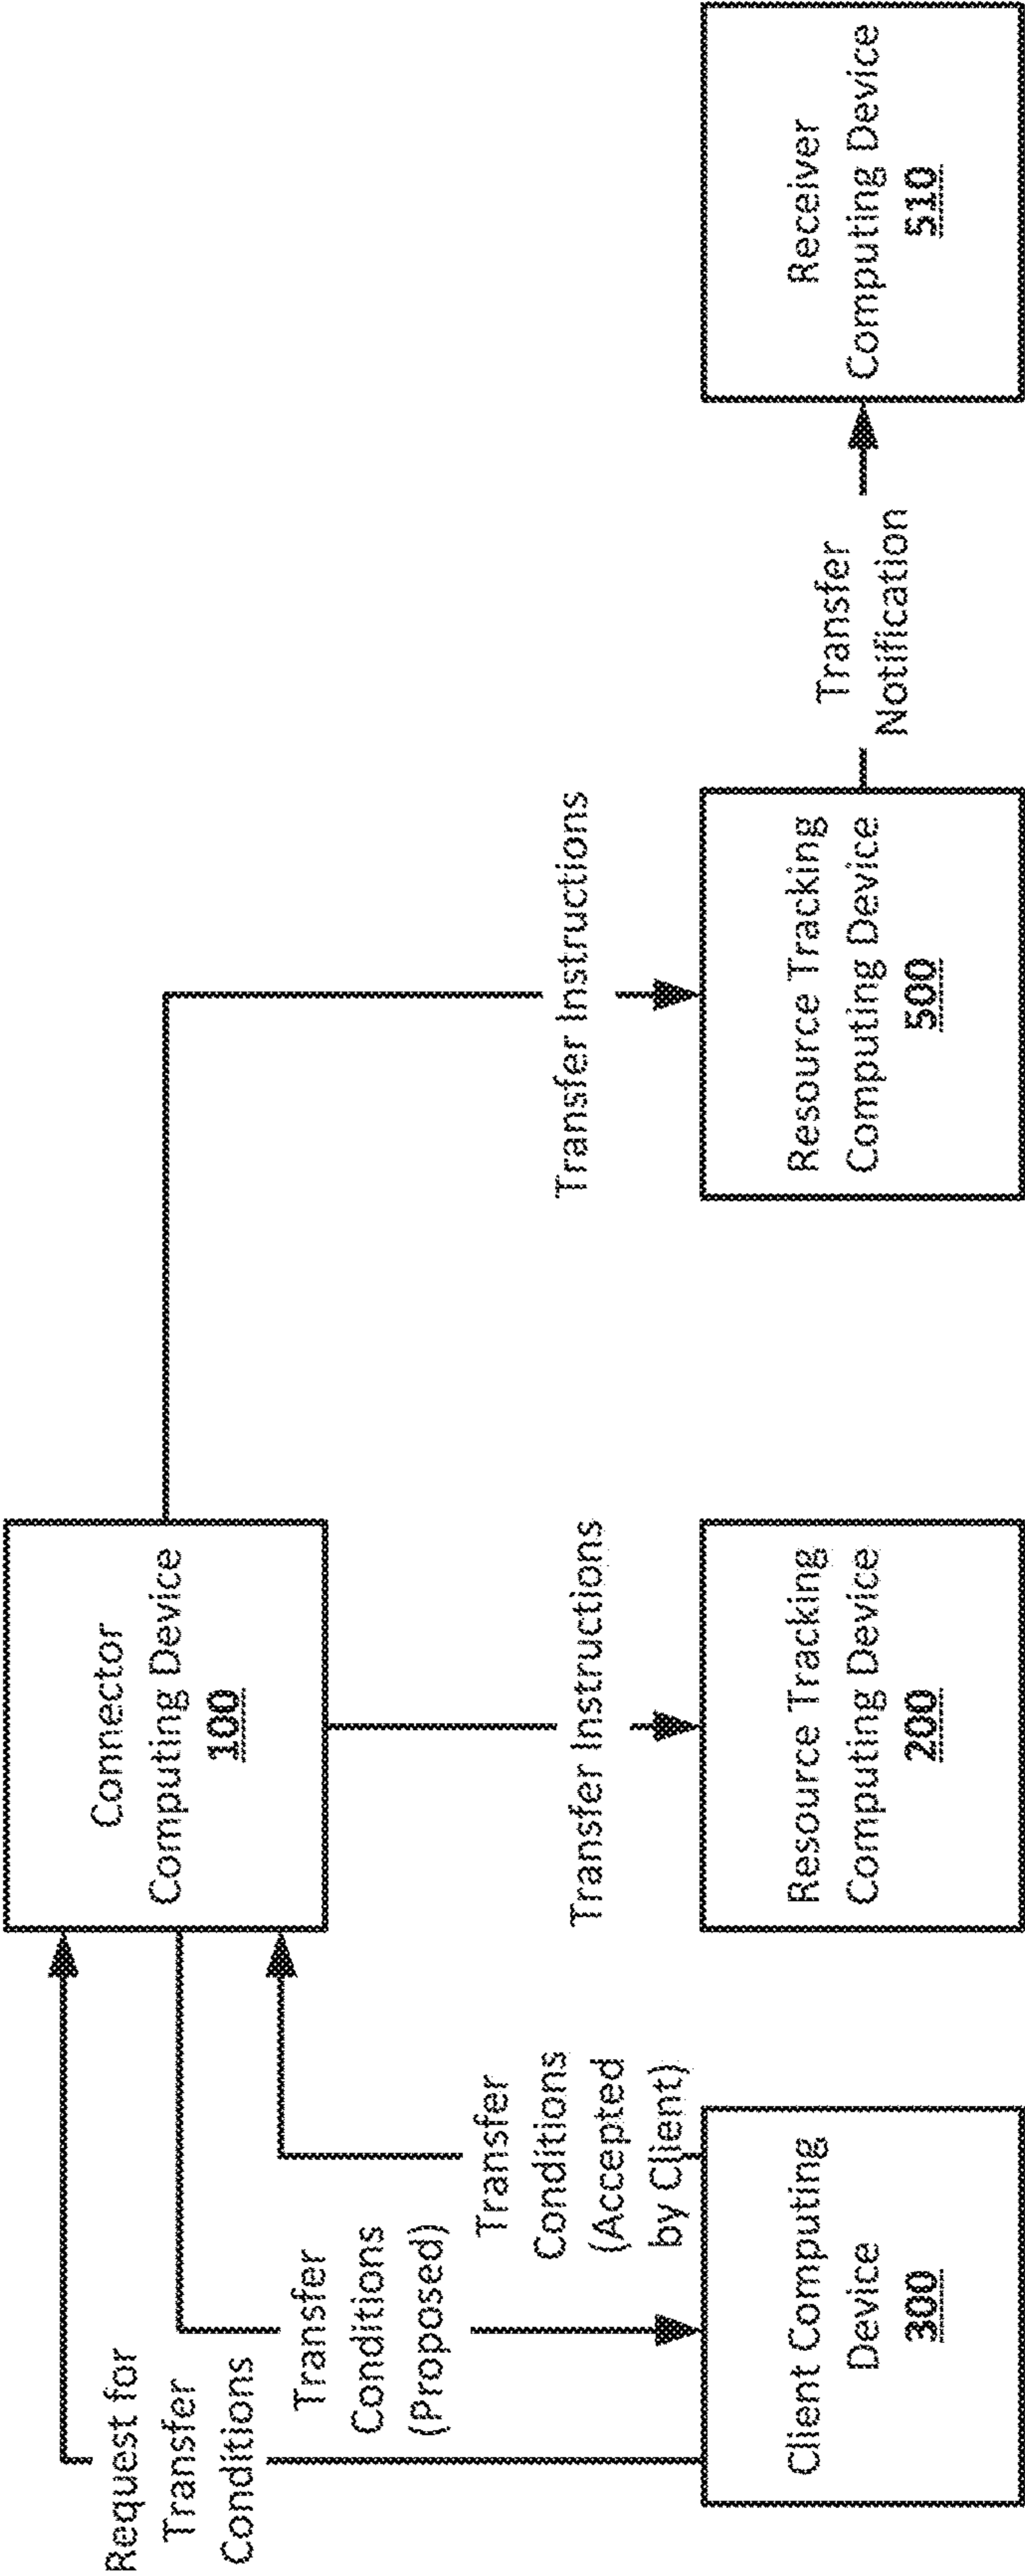 Request for
Transfer
Conditions
Transfer
Conditions
(Proposed)
Transfer
Conditions
(Accepted
by Client)
Connector
Computing Device
100
Transfer Instructions
Transfer Instructions
Client Computing
Device
300
Resource Tracking
Computing Device
200
Resource Tracking
Computing Device
500
Transfer
Notification
Receiver
Computing Device
510